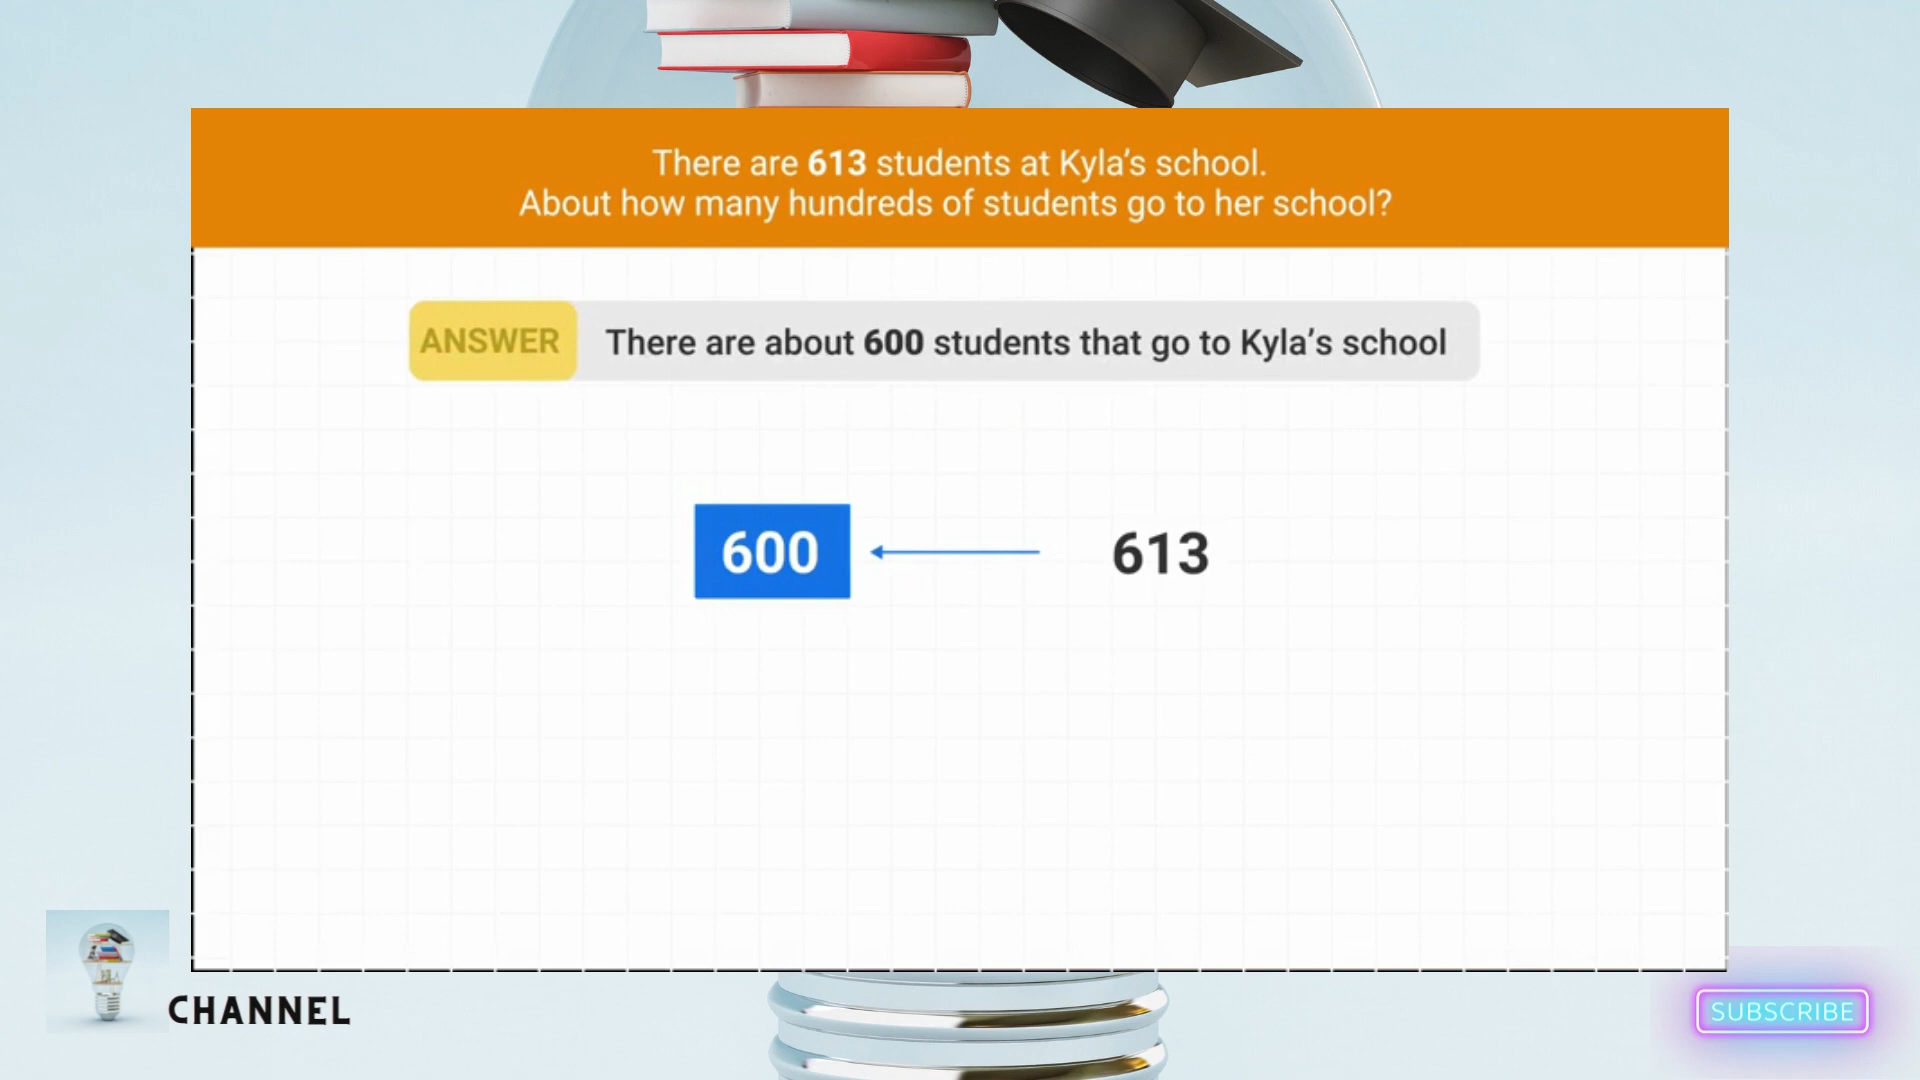 There are 613 students at Kyla’s school.
About how many hundreds of students go to her school?
ANSWER There are about 600 students that go to Kyla’s school
600 613
CHANNEL
SUBSCRIBE